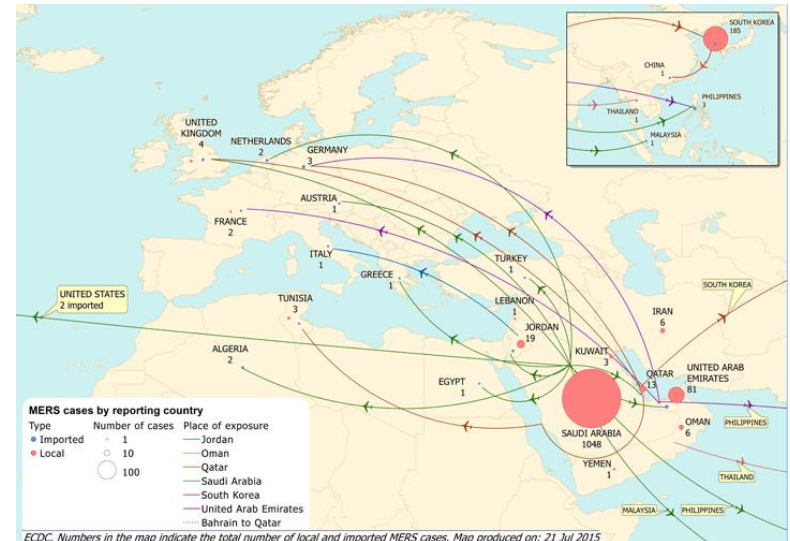 SOUTH KOREA
185
CHINA
1
PHILIPPINES
3
THAILAND
1
MALAYSIA
1
UNITED
KINGDOM
4
NETHERLANDS
2
GERMANY
3
AUSTRIA
1
FRANCE
2
ITALY
1
GREECE
1
TURKEY
1
UNITED STATES
2 imported
TUNISIA
3
LEBANON
1
JORDAN
19
IRAN
6
SOUTH KOREA
ALGERIA
2
EGYPT
1
KUWAIT
3
QATAR
13
UNITED ARAB
EMIRATES
81
PHILIPPINES
SAUDI ARABIA
1048
OMAN
6
YEMEN
1
THAILAND
MALAYSIA
PHILIPPINES
MERS cases by reporting country
Type
Imported
Local
Number of cases
1
10
100
Place of exposure
Jordan
Oman
Qatar
Saudi Arabia
South Korea
United Arab Emirates
Bahrain to Qatar
ECDC. Numbers in the map indicate the total number of local and imported MERS cases. Map produced on: 21 Jul 2015